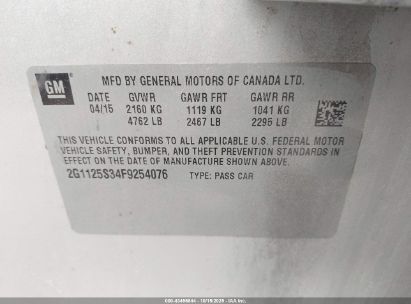 GM
MFD BY GENERAL MOTORS OF CANADA LTD.
DATE GVWR GAWR FRT GAWR RR
04/15 2160 KG 1119 KG 1041 KG
4762 LB 2467 LB 2295 LB
THIS VEHICLE CONFORMS TO ALL APPLICABLE U.S. FEDERAL MOTOR
VEHICLE SAFETY, BUMPER, AND THEFT PREVENTION STANDARDS IN
EFFECT ON THE DATE OF MANUFACTURE SHOWN ABOVE.
2G1125S34F9254076 TYPE: PASS CAR